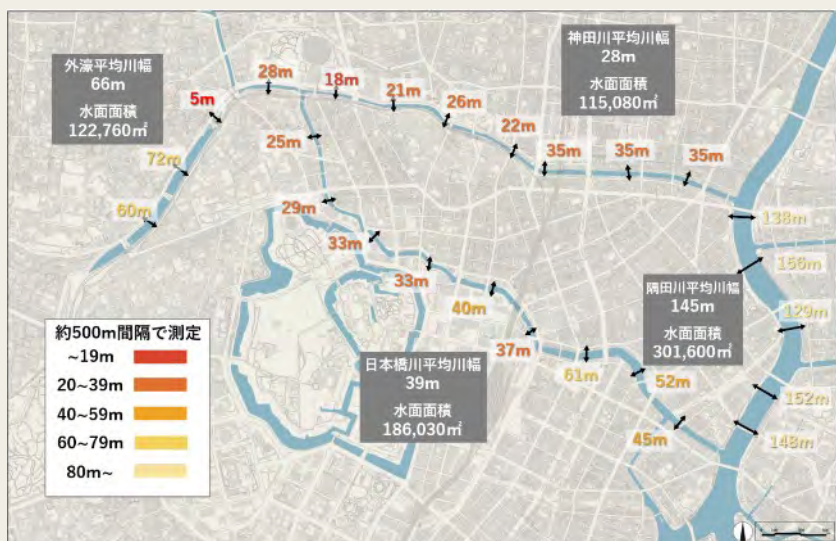 外濠平均川幅
66m
水面面積
122,760㎡
神田川平均川幅
28m
水面面積
115,080㎡
5m
28m
18m
21m
26m
22m
35m
35m
35m
72m
60m
25m
29m
33m
33m
40m
37m
61m
52m
45m
138m
156m
129m
152m
148m
隅田川平均川幅
145m
水面面積
301,600㎡
日本橋川平均川幅
39m
水面面積
186,030㎡
約500m間隔で測定
~19m
20~39m
40~59m
60~79m
80m~